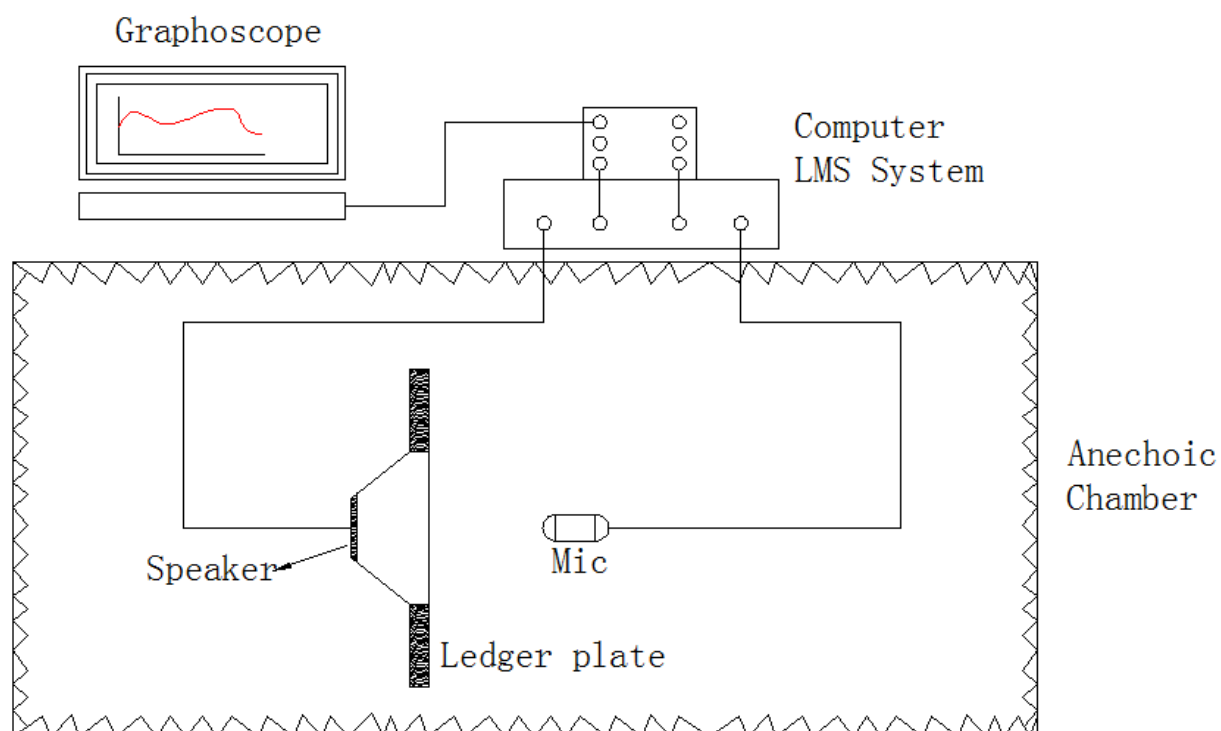 Graphoscope
Computer
LMS System
Anechoic
Chamber
Speaker
Mic
Ledger plate